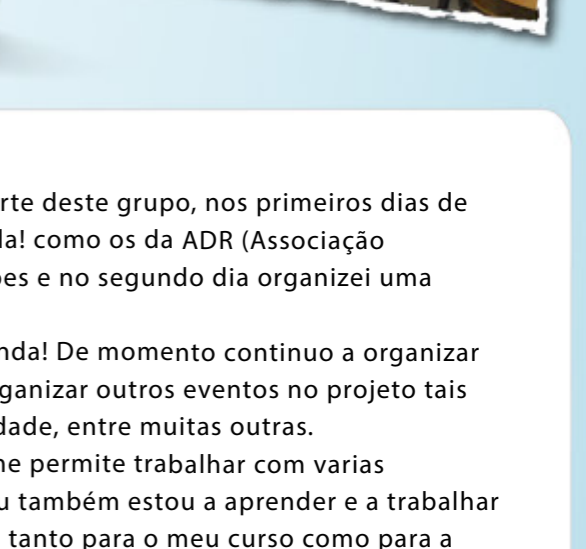 rte deste grupo, nos primeiros dias de
da! como os da ADR (Associação
es e no segundo dia organizei uma
nda! De momento continuo a organizar
ganizar outros eventos no projeto tais
dade, entre muitas outras.
ne permite trabalhar com varias
u também estou a aprender e a trabalhar
tanto para o meu curso como para a